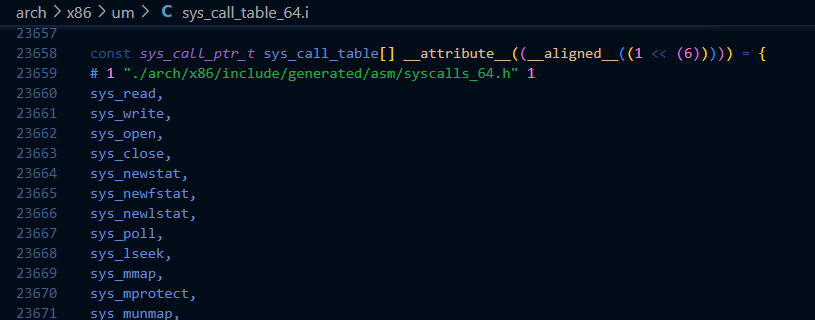 arch > x86 > um > C sys_call_table_64.i
23657
23658 const sys_call_ptr_t sys_call_table[] __attribute__((__aligned__((1 << (6))))) = {
23659 # 1 "./arch/x86/include/generated/asm/syscalls_64.h" 1
23660 sys_read,
23661 sys_write,
23662 sys_open,
23663 sys_close,
23664 sys_newstat,
23665 sys_newfstat,
23666 sys_newlstat,
23667 sys_poll,
23668 sys_lseek,
23669 sys_mmap,
23670 sys_mprotect,
23671 sys_munmap,